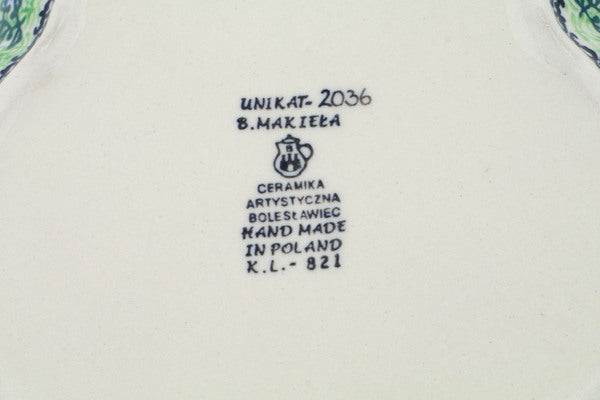 UNIKAT- 2036
B. MAKIEŁA
B
CERAMIKA
ARTYSTYCZNA
BOLESŁAWIEC
HAND MADE
IN POLAND
K.L.- 821